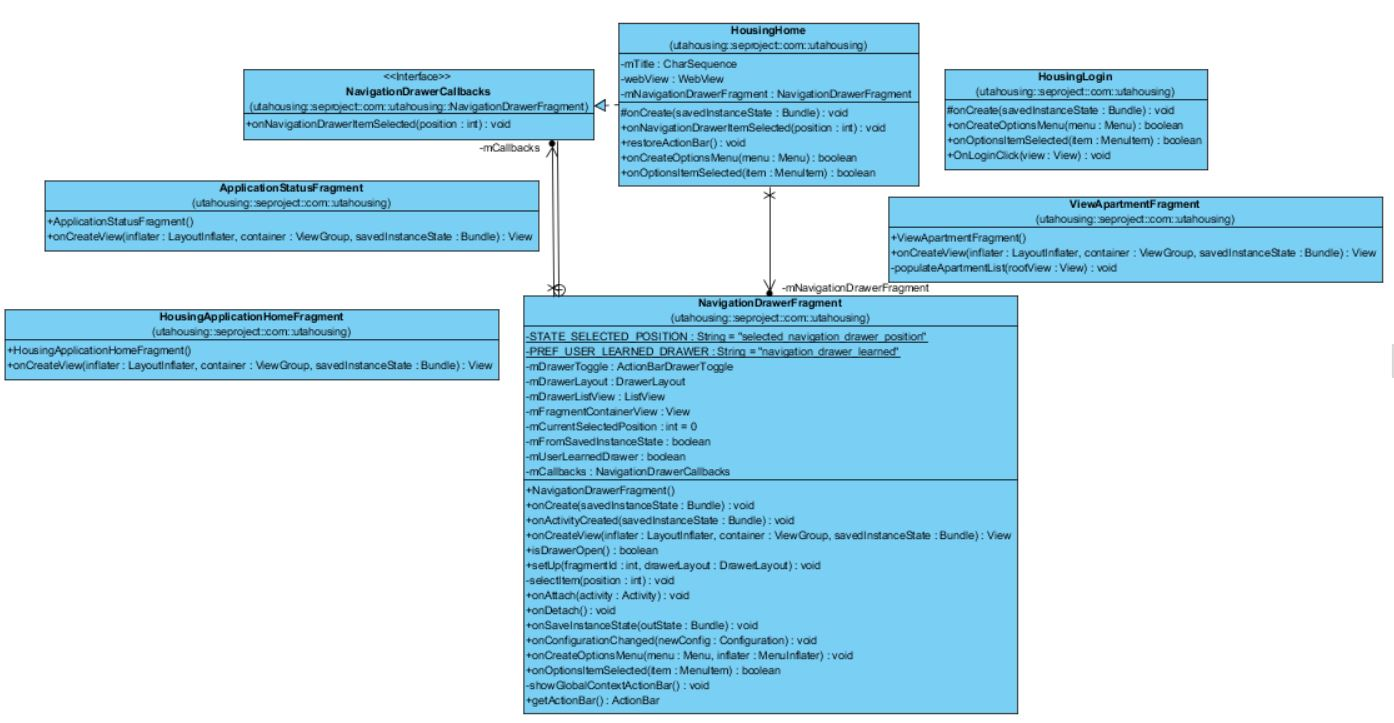 HousingHome
(utahousing::seproject::com::utahousing)
-mTitle : CharSequence
-webView : WebView
-mNavigationDrawerFragment : NavigationDrawerFragment
#onCreate(savedInstanceState : Bundle) : void
+onNavigationDrawerItemSelected(position : int) : void
+restoreActionBar() : void
+onCreateOptionsMenu(menu : Menu) : boolean
+onOptionsItemSelected(item : MenuItem) : boolean
<<Interface>>
NavigationDrawerCallbacks
(utahousing::seproject::com::utahousing::NavigationDrawerFragment)
+onNavigationDrawerItemSelected(position : int) : void
-mCallbacks
HousingLogin
(utahousing::seproject::com::utahousing)
#onCreate(savedInstanceState : Bundle) : void
+onCreateOptionsMenu(menu : Menu) : boolean
+onOptionsItemSelected(item : MenuItem) : boolean
+OnLoginClick(view : View) : void
ApplicationStatusFragment
(utahousing::seproject::com::utahousing)
+ApplicationStatusFragment()
+onCreateView(inflater : LayoutInflater, container : ViewGroup, savedInstanceState : Bundle) : View
ViewApartmentFragment
(utahousing::seproject::com::utahousing)
+ViewApartmentFragment()
+onCreateView(inflater : LayoutInflater, container : ViewGroup, savedInstanceState : Bundle) : View
-populateApartmentList(rootView : View) : void
HousingApplicationHomeFragment
(utahousing::seproject::com::utahousing)
+HousingApplicationHomeFragment()
+onCreateView(inflater : LayoutInflater, container : ViewGroup, savedInstanceState : Bundle) : View
-mNavigationDrawerFragment
NavigationDrawerFragment
(utahousing::seproject::com::utahousing)
-STATE_SELECTED_POSITION : String = "selected_navigation_drawer_position"
-PREF_USER_LEARNED_DRAWER : String = "navigation_drawer_learned"
-mDrawerToggle : ActionBarDrawerToggle
-mDrawerLayout : DrawerLayout
-mDrawerListView : ListView
-mFragmentContainerView : View
-mCurrentSelectedPosition : int = 0
-mFromSavedInstanceState : boolean
-mUserLearnedDrawer : boolean
-mCallbacks : NavigationDrawerCallbacks
+NavigationDrawerFragment()
+onCreate(savedInstanceState : Bundle) : void
+onActivityCreated(savedInstanceState : Bundle) : void
+onCreateView(inflater : LayoutInflater, container : ViewGroup, savedInstanceState : Bundle) : View
+isDrawerOpen() : boolean
+setUp(fragmentId : int, drawerLayout : DrawerLayout) : void
-selectItem(position : int) : void
+onAttach(activity : Activity) : void
+onDetach() : void
+onSaveInstanceState(outState : Bundle) : void
+onConfigurationChanged(newConfig : Configuration) : void
+onCreateOptionsMenu(menu : Menu, inflater : MenuInflater) : void
+onOptionsItemSelected(item : MenuItem) : boolean
-showGlobalContextActionBar() : void
+getActionBar() : ActionBar